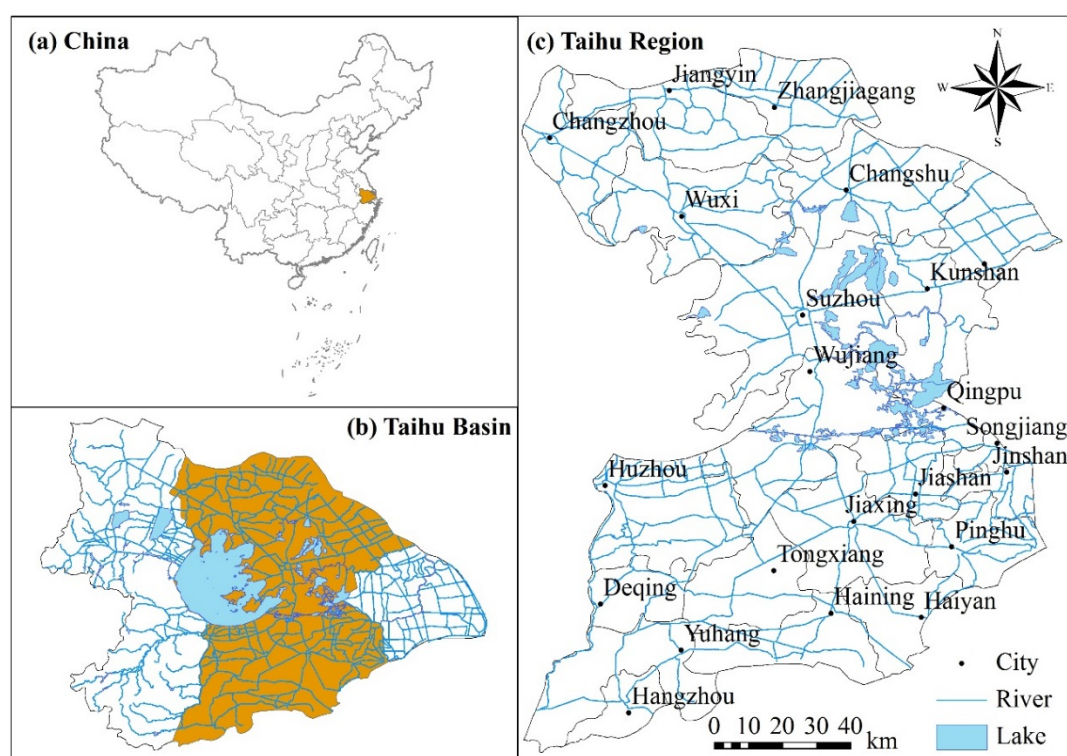 (a) China
(b) Taihu Basin
(c) Taihu Region
N
W
E
S
Jiangyin
Zhangjiagang
Changzhou
Changshu
Wuxi
Kunshan
Suzhou
Wujiang
Qingpu
Songjiang
Jinshan
Huzhou
Jiashan
Jiaxing
Pinghu
Tongxiang
Deqing
Haining
Haiyan
Yuhang
Hangzhou
City
River
Lake
0 10 20 30 40
km